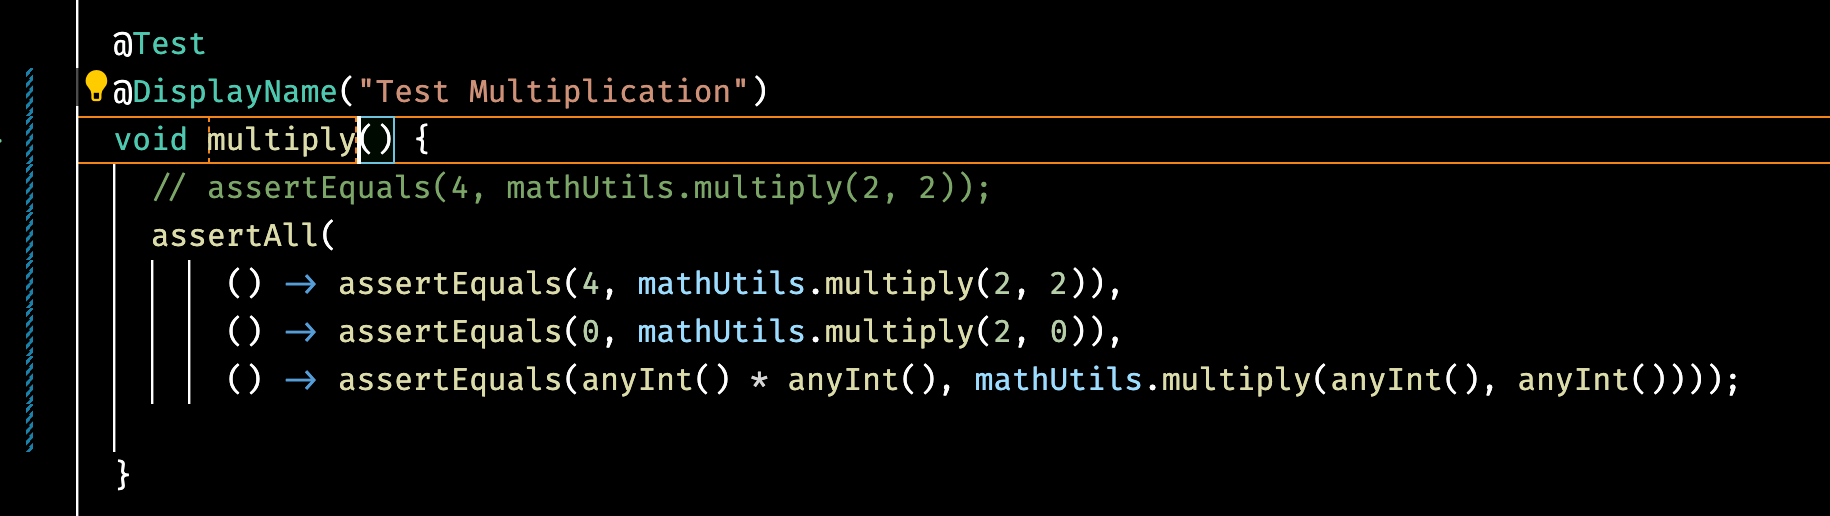 @Test
@DisplayName("Test Multiplication")
void multiply() {
// assertEquals(4, mathUtils.multiply(2, 2));
assertAll(
() -> assertEquals(4, mathUtils.multiply(2, 2)),
() -> assertEquals(0, mathUtils.multiply(2, 0)),
() -> assertEquals(anyInt() * anyInt(), mathUtils.multiply(anyInt(), anyInt())));
}